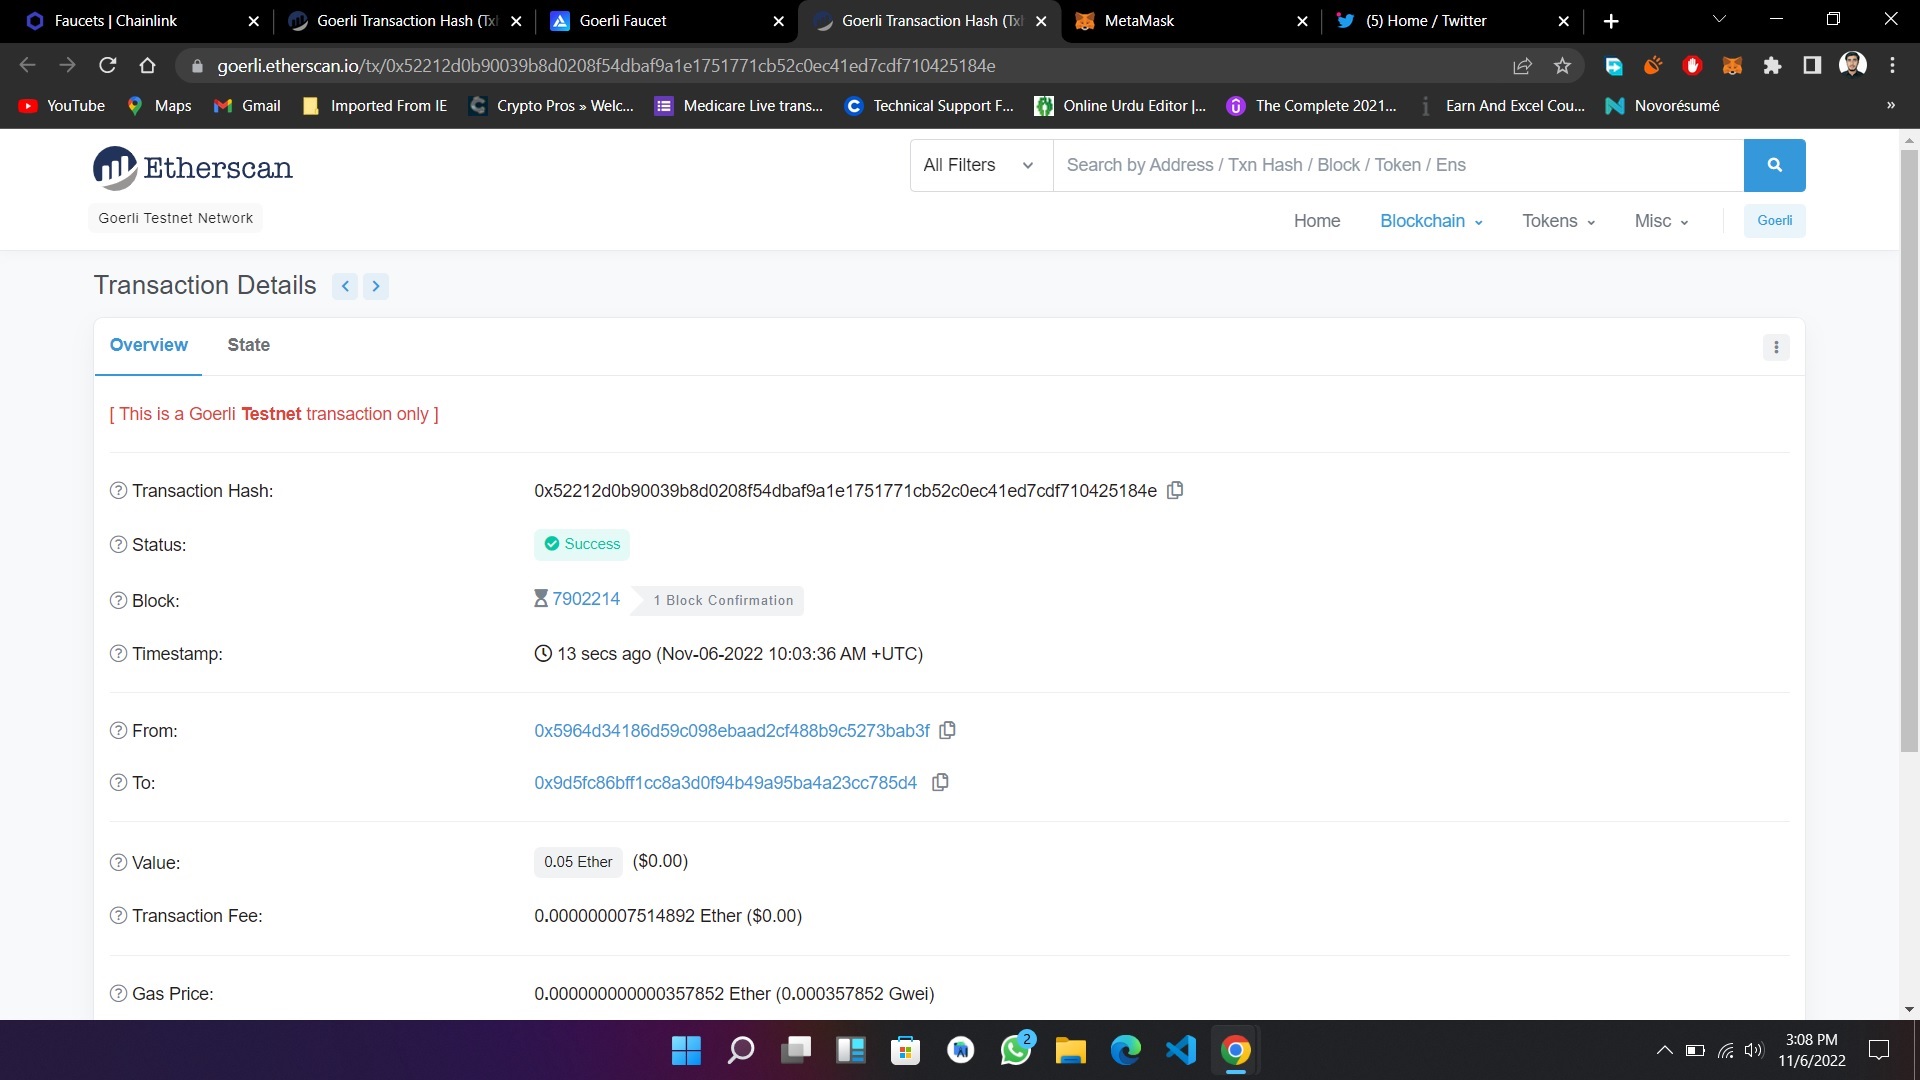 Faucets | Chainlink
Goerli Transaction Hash (Txh
Goerli Faucet
Goerli Transaction Hash (Txh
MetaMask
(5) Home / Twitter
goerli.etherscan.io/tx/0x52212d0b90039b8d0208f54dbaf9a1e1751771cb52c0ec41ed7cdf710425184e
YouTube
Maps
Gmail
Imported From IE
Crypto Pros » Welc...
Medicare Live trans...
Technical Support F...
Online Urdu Editor |...
The Complete 2021...
Earn And Excel Cou...
Novorésumé
»
Etherscan
All Filters
Search by Address / Txn Hash / Block / Token / Ens
Goerli Testnet Network
Home
Blockchain
Tokens
Misc
Goerli
Transaction Details
Overview
State
[ This is a Goerli Testnet transaction only ]
Transaction Hash:
0x52212d0b90039b8d0208f54dbaf9a1e1751771cb52c0ec41ed7cdf710425184e
Status:
Success
Block:
7902214
1 Block Confirmation
Timestamp:
13 secs ago (Nov-06-2022 10:03:36 AM +UTC)
From:
0x5964d34186d59c098ebaad2cf488b9c5273bab3f
To:
0x9d5fc86bff1cc8a3d0f94b49a95ba4a23cc785d4
Value:
0.05 Ether ($0.00)
Transaction Fee:
0.000000007514892 Ether ($0.00)
Gas Price:
0.000000000000357852 Ether (0.000357852 Gwei)
2
3:08 PM
11/6/2022